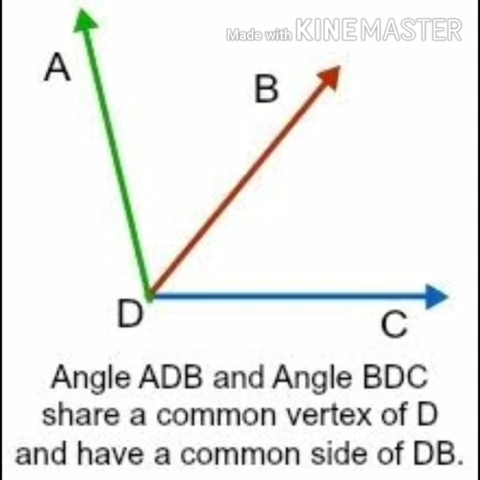 Made with KINEMASTER
A
B
D
C
Angle ADB and Angle BDC
share a common vertex of D
and have a common side of DB.